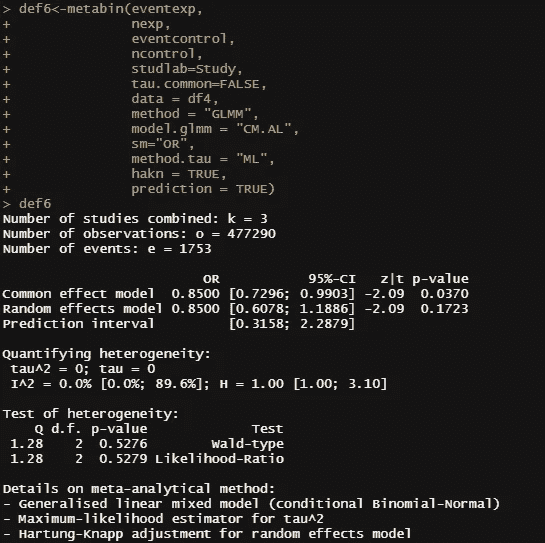 > def6<-metabin(eventexp,
+ nexp,
+ eventcontrol,
+ ncontrol,
+ studlab=Study,
+ tau.common=FALSE,
+ data = df4,
+ method = "GLMM",
+ model.glmm = "CM.AL",
+ sm="OR",
+ method.tau = "ML",
+ hakn = TRUE,
+ prediction = TRUE)
> def6
Number of studies combined: k = 3
Number of observations: o = 477290
Number of events: e = 1753
OR 95%-CI z|t p-value
Common effect model 0.8500 [0.7296; 0.9903] -2.09 0.0370
Random effects model 0.8500 [0.6078; 1.1886] -2.09 0.1723
Prediction interval [0.3158; 2.2879]
Quantifying heterogeneity:
tau^2 = 0; tau = 0
I^2 = 0.0% [0.0%; 89.6%]; H = 1.00 [1.00; 3.10]
Test of heterogeneity:
Q d.f. p-value Test
1.28 2 0.5276 Wald-type
1.28 2 0.5279 Likelihood-Ratio
Details on meta-analytical method:
- Generalised linear mixed model (conditional Binomial-Normal)
- Maximum-likelihood estimator for tau^2
- Hartung-Knapp adjustment for random effects model